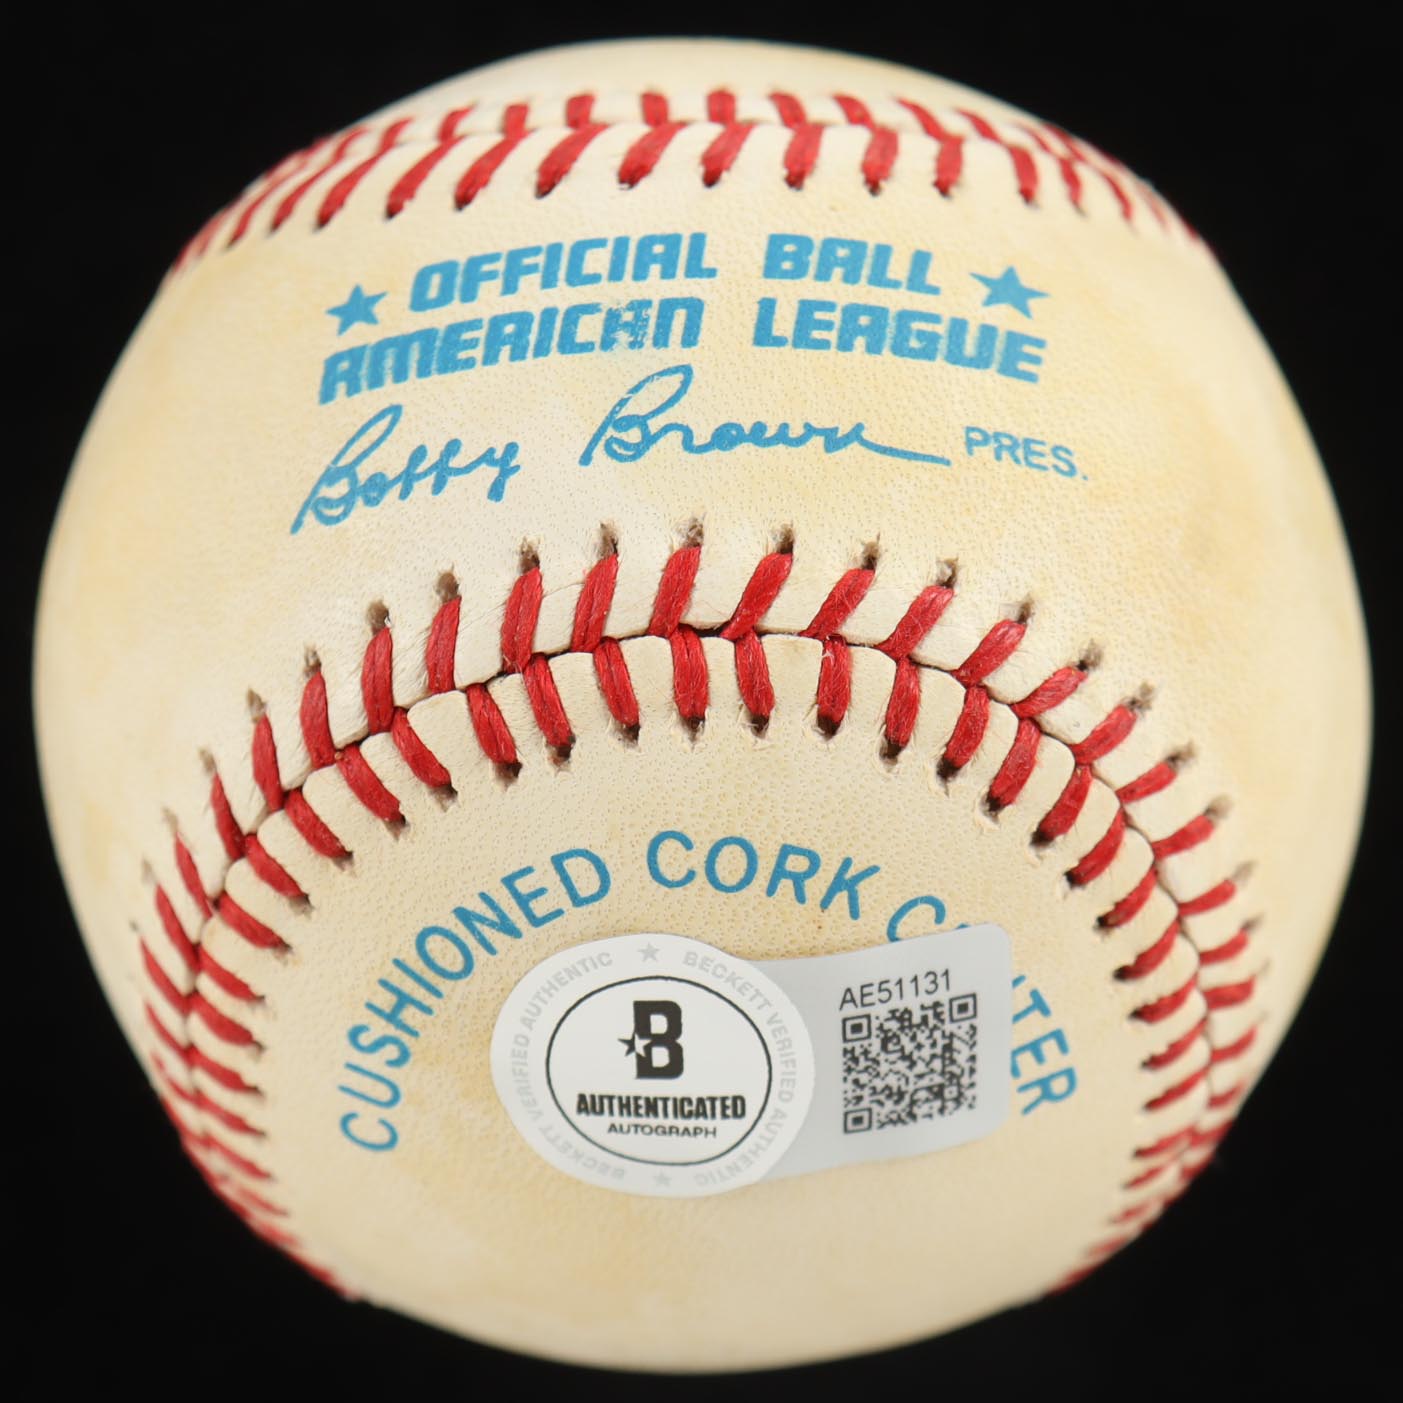 OFFICIAL BALL
AMERICAN LEAGUE
Bobby Brown PRES.
CUSHIONED CORK C TER
BECKETT VERIFIED AUTHENTIC
BECKETT VERIFIED AUTHENTIC
B
AUTHENTICATED
AUTOGRAPH
AE51131